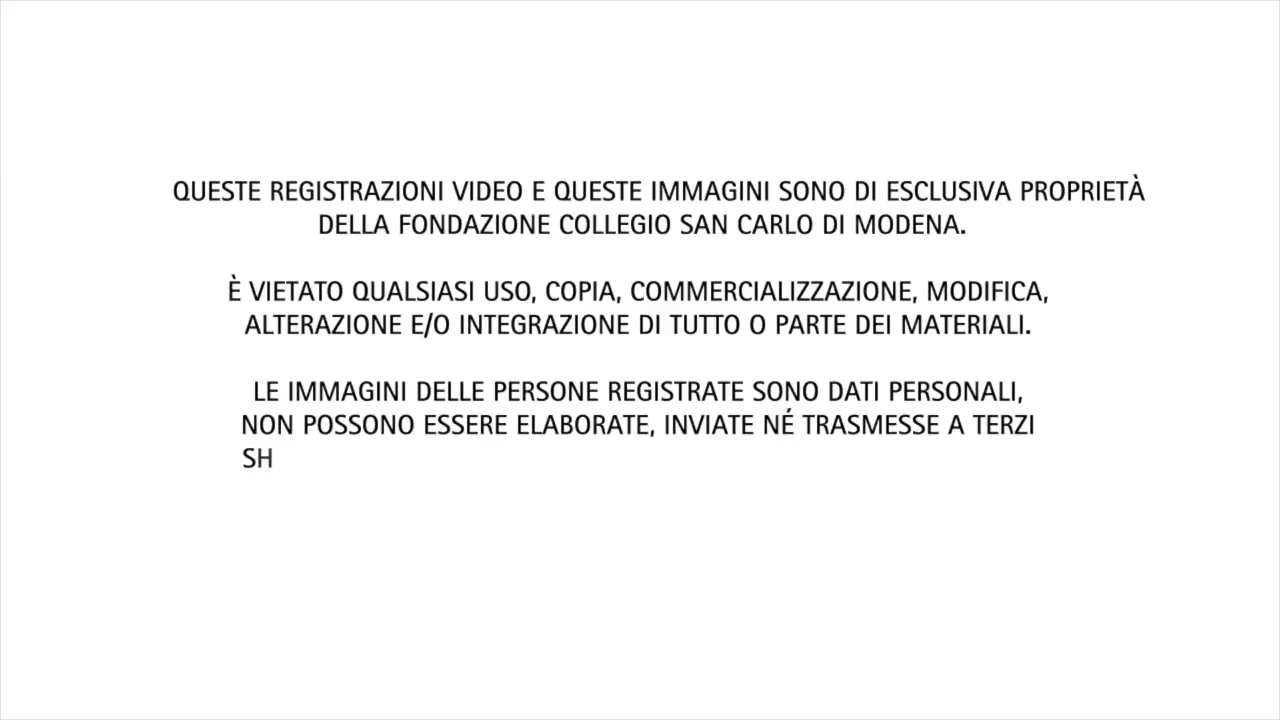 QUESTE REGISTRAZIONI VIDEO E QUESTE IMMAGINI SONO DI ESCLUSIVA PROPRIETÀ
DELLA FONDAZIONE COLLEGIO SAN CARLO DI MODENA.
È VIETATO QUALSIASI USO, COPIA, COMMERCIALIZZAZIONE, MODIFICA,
ALTERAZIONE E/O INTEGRAZIONE DI TUTTO O PARTE DEI MATERIALI.
LE IMMAGINI DELLE PERSONE REGISTRATE SONO DATI PERSONALI,
NON POSSONO ESSERE ELABORATE, INVIATE NÉ TRASMESSE A TERZI
SH